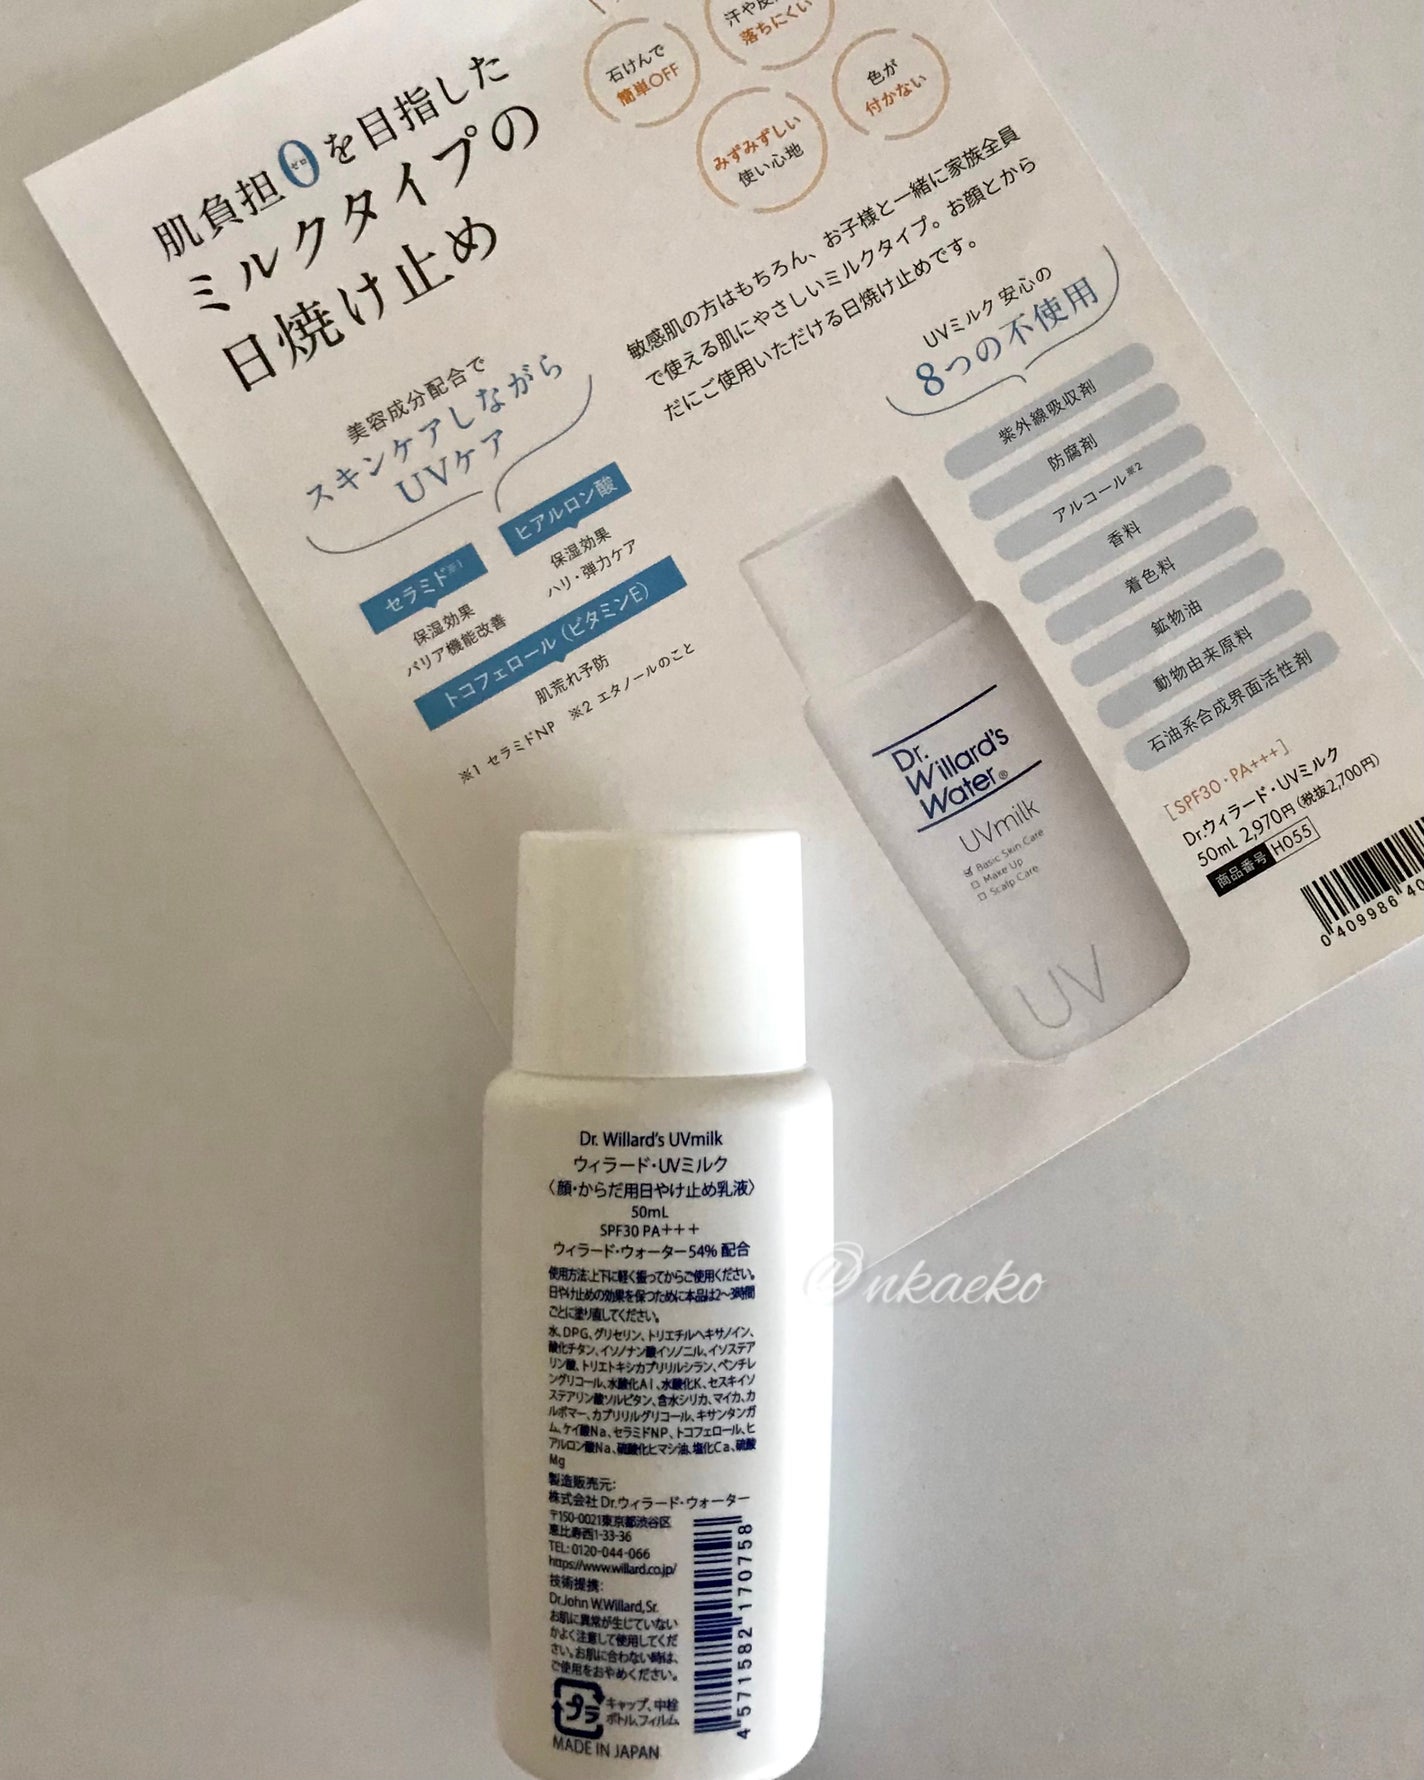 肌負担0を目指した
ゼロ
ミルクタイプの
日焼け止め
石けんで
簡単OFF
落ちにくい
みずみずしい
使い心地
色が
付かない
敏感肌の方はもちろん、お子様と一緒に家族全員
で使える肌にやさしいミルクタイプ。お顔とから
だにご使用いただける日焼け止めです。
美容成分配合で
スキンケアしながら
UVケア
セラミド※1
保湿効果
バリア機能改善
ヒアルロン酸
保湿効果
ハリ・弾力ケア
トコフェロール(ビタミンE)
肌荒れ予防
※1 セラミドNP ※2 エタノールのこと
UVミルク 安心の
8つの不使用
紫外線吸収剤
防腐剤
アルコール※2
香料
着色料
鉱物油
動物由来原料
石油系合成界面活性剤
Dr.
Willard's
Water®
UVmilk
Basic Skin Care
Make Up
Scalp Care
UV
[SPF30・PA+++]
Dr.ウィラード・UVミルク
50mL 2,970円(税抜2,700円)
商品番号 H055
0 409986 40
Dr. Willard's UVmilk
ウィラード・UVミルク
〈顔・からだ用日やけ止め乳液〉
50mL
SPF30 PA+++
ウィラード・ウォーター54% 配合
使用方法:上下に軽く振ってからご使用ください。
日やけ止めの効果を保つために本品は2〜3時間
ごとに塗り直してください。
水、DPG、グリセリン、トリエチルヘキサノイン、
酸化チタン、イソノナン酸イソノニル、イソステア
リン酸、トリエトキシカプリリルシラン、ペンチレ
ングリコール、水酸化Al、水酸化K、セスキイソ
ステアリン酸ソルビタン、含水シリカ、マイカ、カ
ルボマー、カプリリルグリコール、キサンタンガ
ム、ケイ酸Na、セラミドNP、トコフェロール、ヒ
アルロン酸Na、硫酸化ヒマシ油、塩化Ca、硫酸
Mg
製造販売元:
株式会社 Dr.ウィラード・ウォーター
〒150-0021東京都渋谷区
恵比寿西1-33-36
TEL: 0120-044-066
https://www.willard.co.jp/
技術提携:
Dr.John W.Willard,Sr.
お肌に異常が生じていない
かよく注意して使用してくだ
さい。お肌に合わない時は、
ご使用をおやめください。
プラ
キャップ、中栓
ボトル、フィルム
MADE IN JAPAN
4 571582 170758
@nkaeko